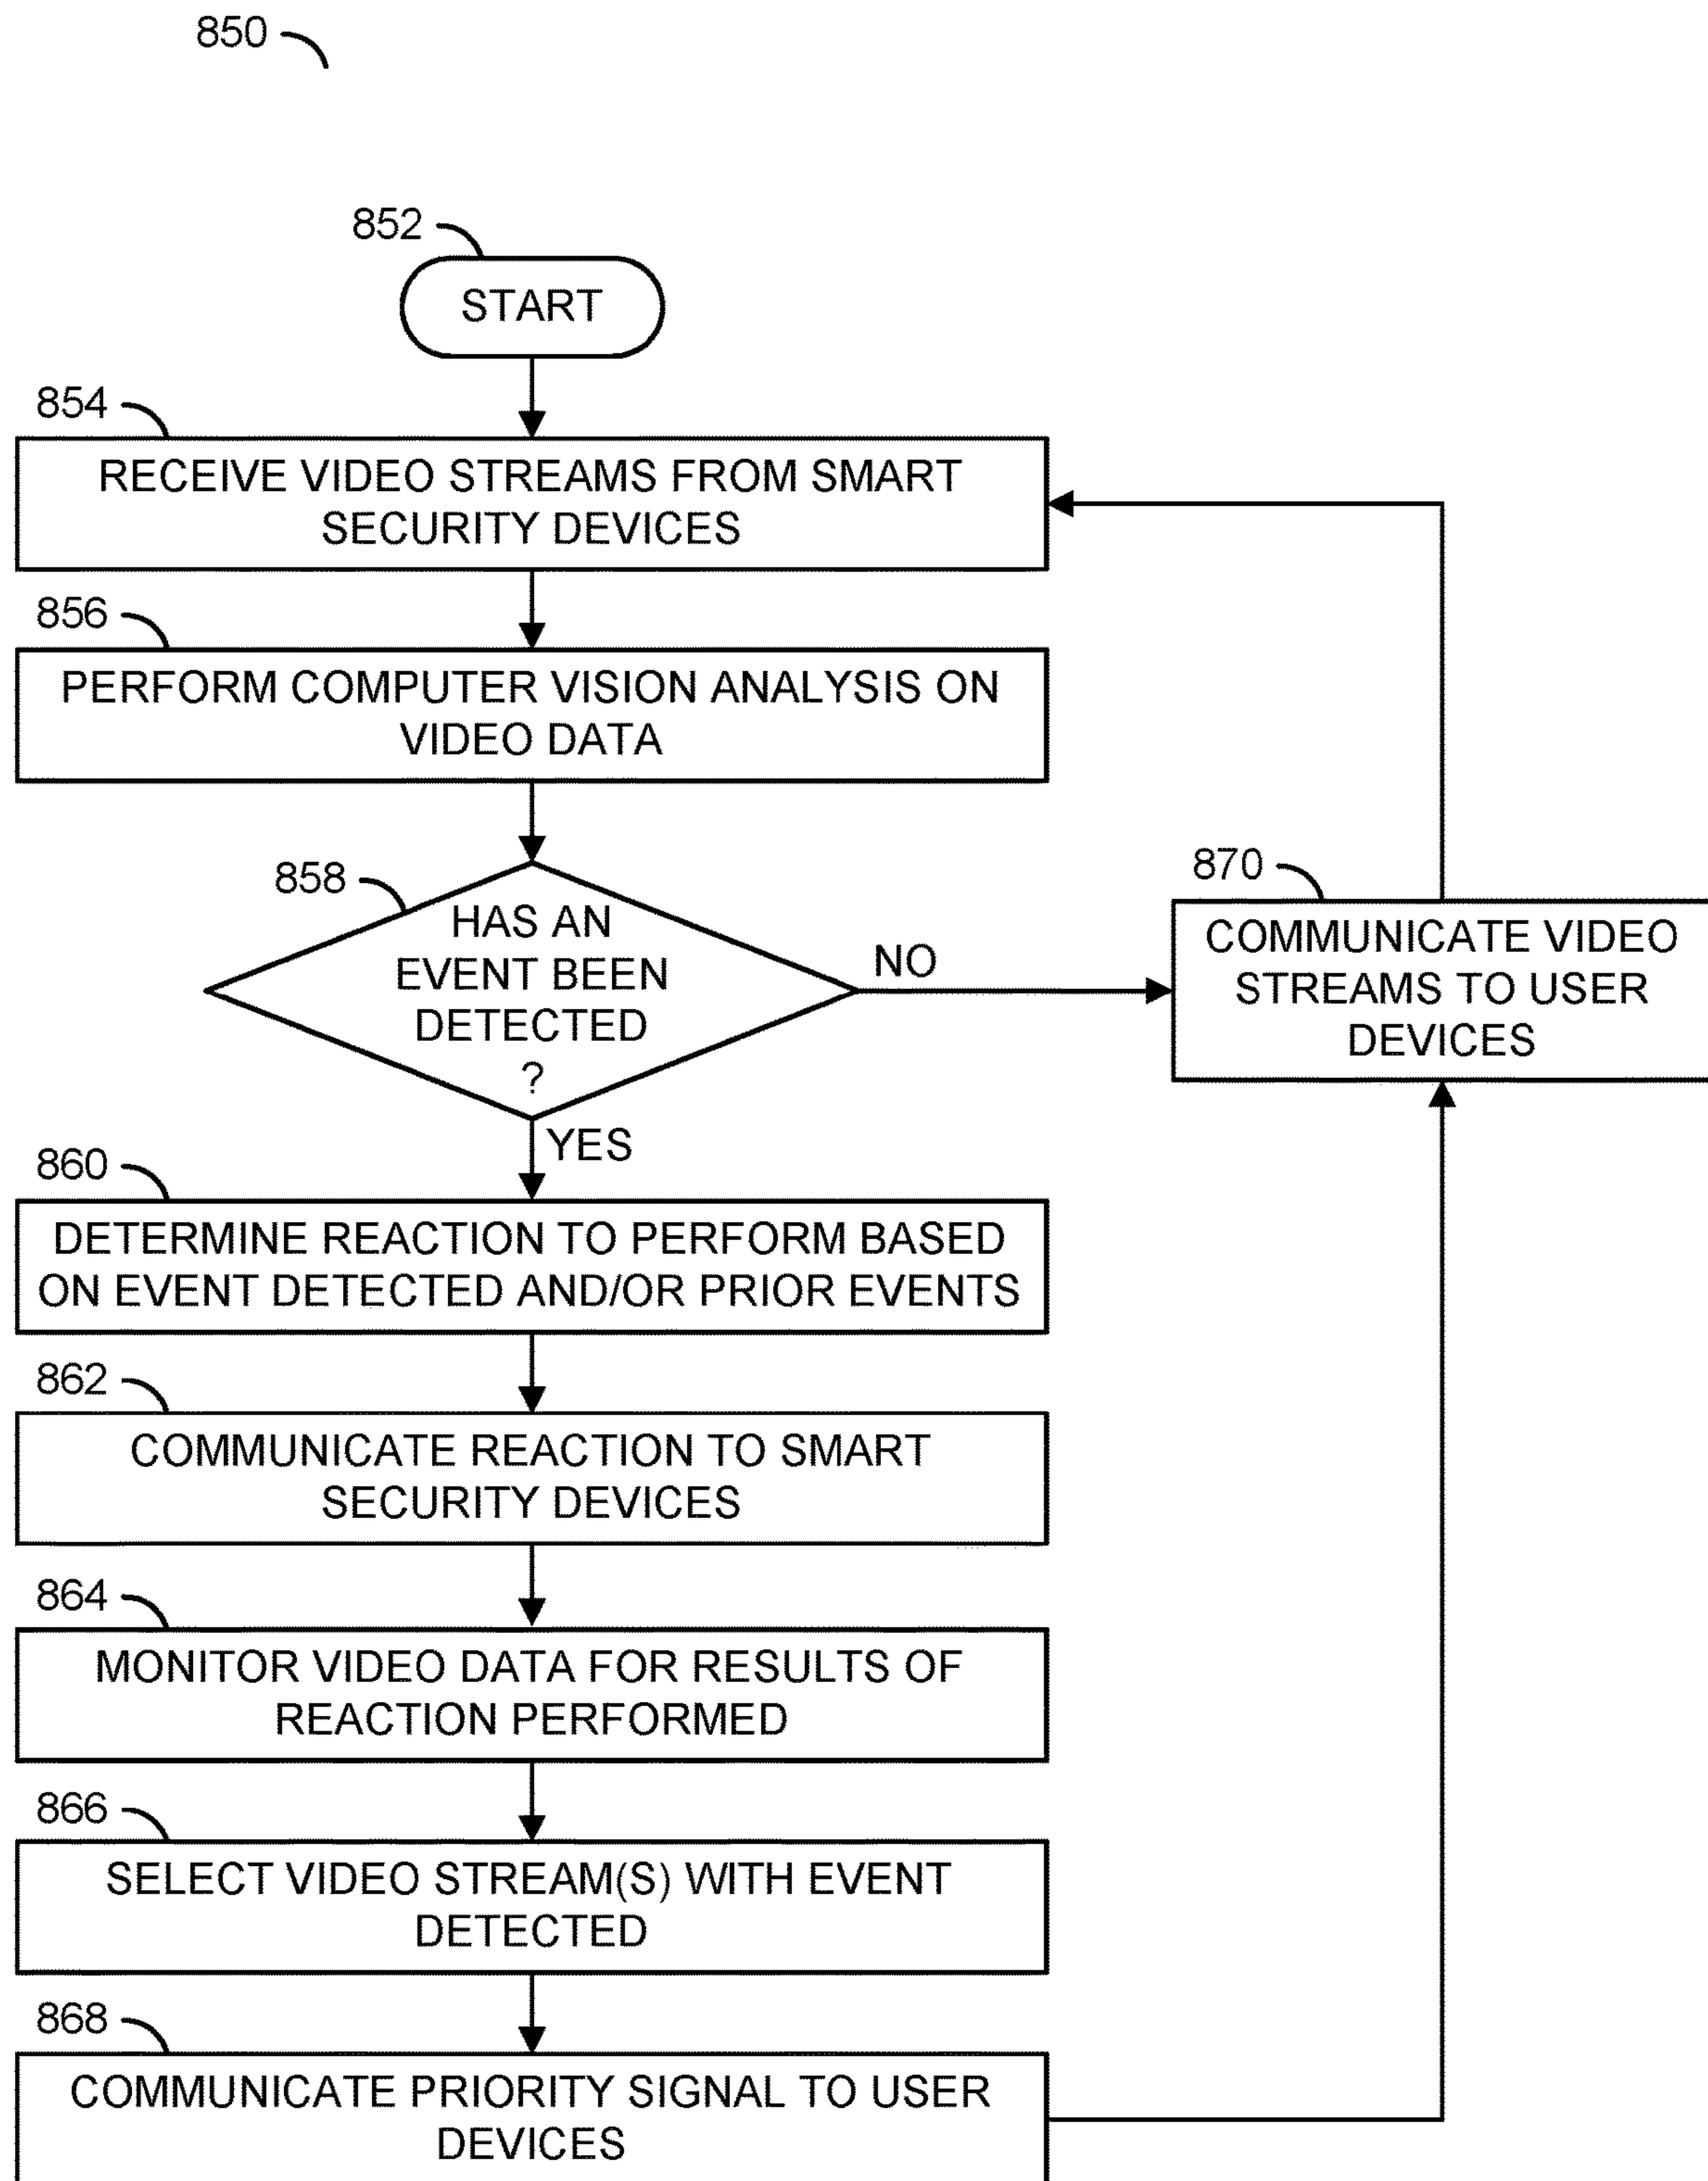 850
852
START
854
RECEIVE VIDEO STREAMS FROM SMART
SECURITY DEVICES
856
PERFORM COMPUTER VISION ANALYSIS ON
VIDEO DATA
858
HAS AN
EVENT BEEN
DETECTED
?
NO
870
COMMUNICATE VIDEO
STREAMS TO USER
DEVICES
YES
860
DETERMINE REACTION TO PERFORM BASED
ON EVENT DETECTED AND/OR PRIOR EVENTS
862
COMMUNICATE REACTION TO SMART
SECURITY DEVICES
864
MONITOR VIDEO DATA FOR RESULTS OF
REACTION PERFORMED
866
SELECT VIDEO STREAM(S) WITH EVENT
DETECTED
868
COMMUNICATE PRIORITY SIGNAL TO USER
DEVICES